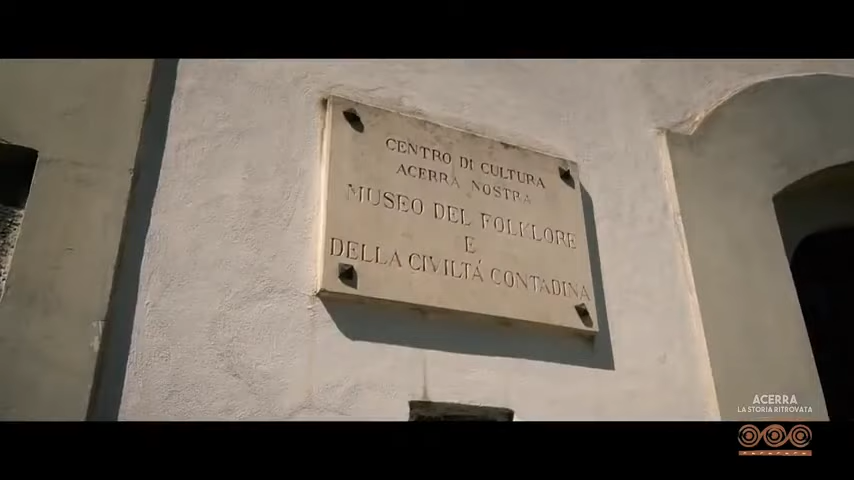 CENTRO DI CULTURA
ACERRA NOSTRA
MUSEO DEL FOLKLORE
E
DELLA CIVILTÁ CONTADINA
ACERRA
LA STORIA RITROVATA